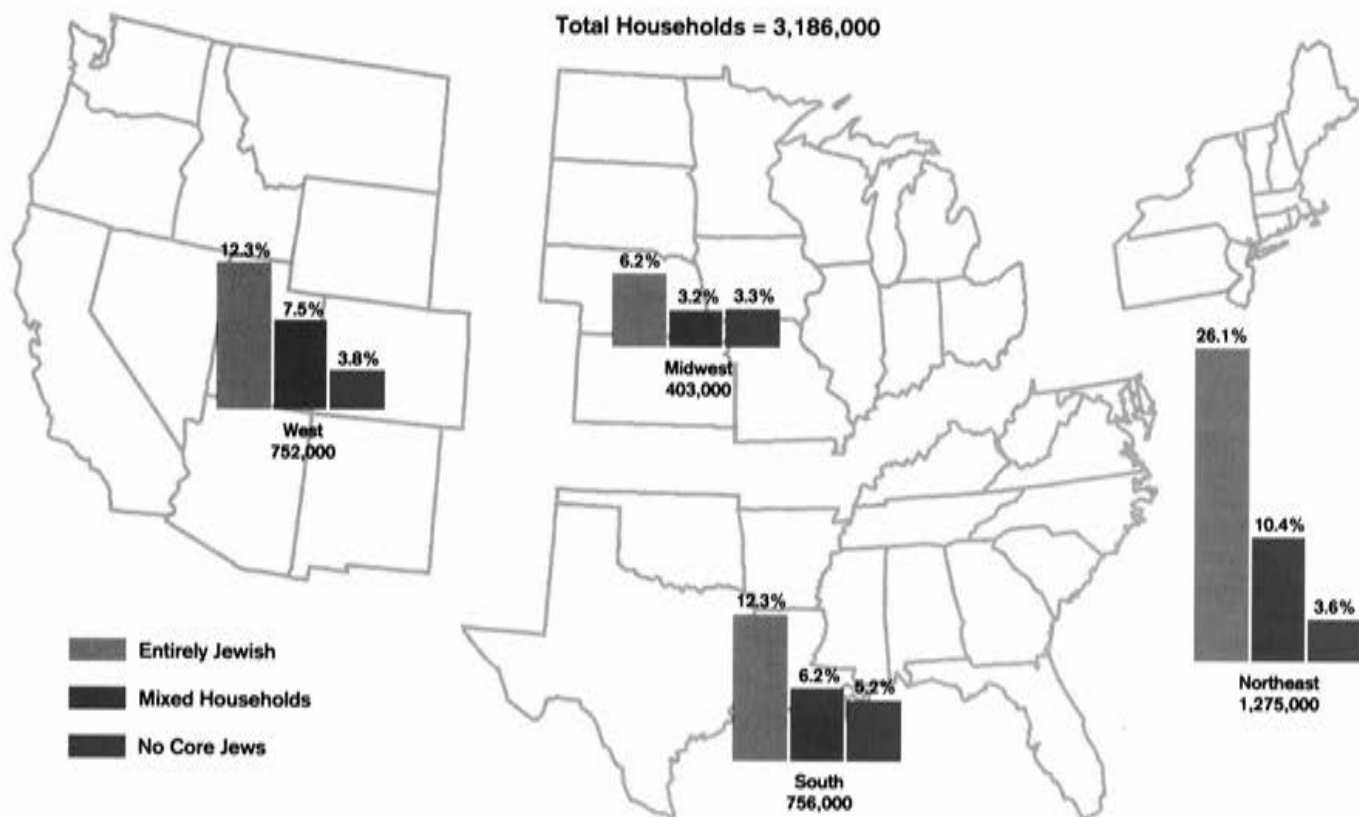 Total Households = 3,186,000
12.3%
7.5%
3.8%
West
752,000
6.2%
3.2%
3.3%
Midwest
403,000
26.1%
10.4%
3.6%
Northeast
1,275,000
12.3%
6.2%
5.2%
South
756,000
Entirely Jewish
Mixed Households
No Core Jews